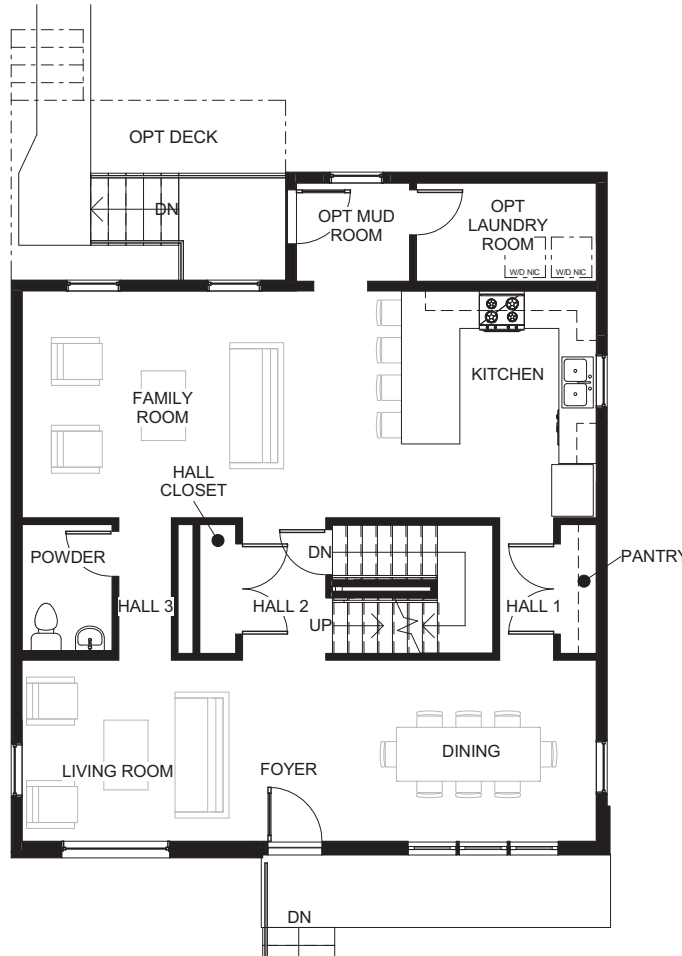 OPT DECK
DN
OPT MUD
ROOM
OPT
LAUNDRY
ROOM
W/D NIC
W/D NIC
KITCHEN
FAMILY
ROOM
HALL
CLOSET
POWDER
DN
PANTRY
HALL 3
HALL 2
HALL 1
UP
DINING
LIVING ROOM
FOYER
DN